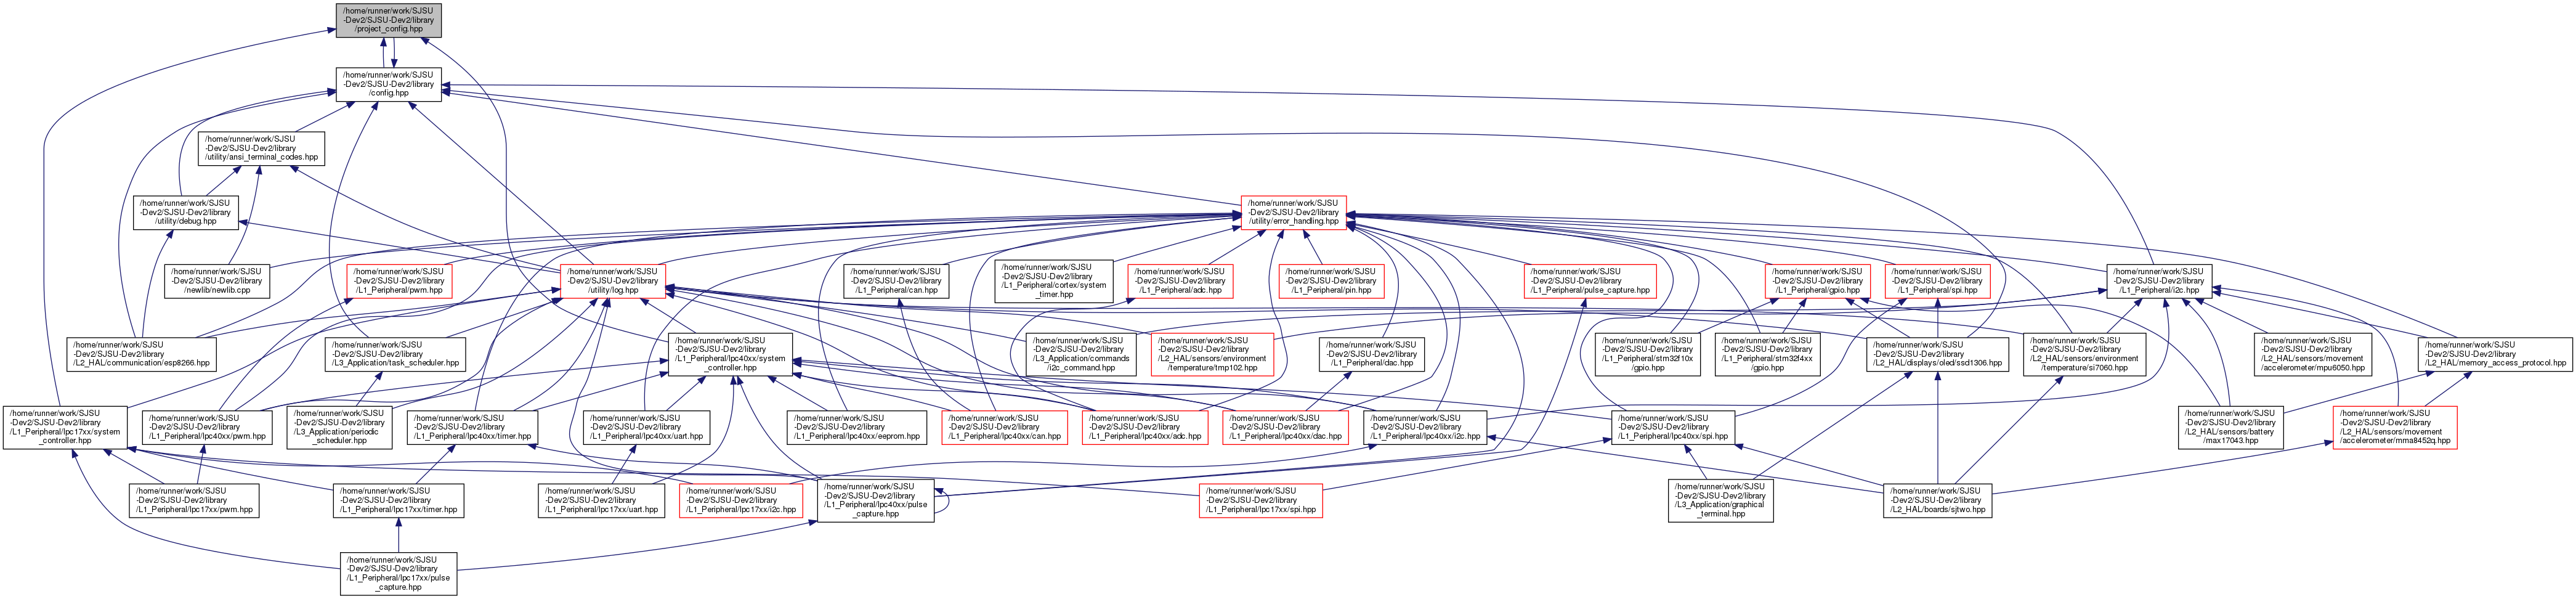 /home/runner/work/SJSU
-Dev2/SJSU-Dev2/library
/project_config.hpp
/home/runner/work/SJSU
-Dev2/SJSU-Dev2/library
/config.hpp
/home/runner/work/SJSU
-Dev2/SJSU-Dev2/library
/utility/ansi_terminal_codes.hpp
/home/runner/work/SJSU
-Dev2/SJSU-Dev2/library
/utility/debug.hpp
/home/runner/work/SJSU
-Dev2/SJSU-Dev2/library
/utility/error_handling.hpp
/home/runner/work/SJSU
-Dev2/SJSU-Dev2/library
/newlib/newlib.cpp
/home/runner/work/SJSU
-Dev2/SJSU-Dev2/library
/L1_Peripheral/pwm.hpp
/home/runner/work/SJSU
-Dev2/SJSU-Dev2/library
/utility/log.hpp
/home/runner/work/SJSU
-Dev2/SJSU-Dev2/library
/L1_Peripheral/can.hpp
/home/runner/work/SJSU
-Dev2/SJSU-Dev2/library
/L1_Peripheral/cortex/system
_timer.hpp
/home/runner/work/SJSU
-Dev2/SJSU-Dev2/library
/L1_Peripheral/adc.hpp
/home/runner/work/SJSU
-Dev2/SJSU-Dev2/library
/L1_Peripheral/pin.hpp
/home/runner/work/SJSU
-Dev2/SJSU-Dev2/library
/L1_Peripheral/pulse_capture.hpp
/home/runner/work/SJSU
-Dev2/SJSU-Dev2/library
/L1_Peripheral/gpio.hpp
/home/runner/work/SJSU
-Dev2/SJSU-Dev2/library
/L1_Peripheral/spi.hpp
/home/runner/work/SJSU
-Dev2/SJSU-Dev2/library
/L1_Peripheral/i2c.hpp
/home/runner/work/SJSU
-Dev2/SJSU-Dev2/library
/L2_HAL/communication/esp8266.hpp
/home/runner/work/SJSU
-Dev2/SJSU-Dev2/library
/L3_Application/task_scheduler.hpp
/home/runner/work/SJSU
-Dev2/SJSU-Dev2/library
/L1_Peripheral/lpc40xx/system
_controller.hpp
/home/runner/work/SJSU
-Dev2/SJSU-Dev2/library
/L3_Application/commands
/i2c_command.hpp
/home/runner/work/SJSU
-Dev2/SJSU-Dev2/library
/L2_HAL/sensors/environment
/temperature/tmp102.hpp
/home/runner/work/SJSU
-Dev2/SJSU-Dev2/library
/L1_Peripheral/dac.hpp
/home/runner/work/SJSU
-Dev2/SJSU-Dev2/library
/L1_Peripheral/stm32f10x
/gpio.hpp
/home/runner/work/SJSU
-Dev2/SJSU-Dev2/library
/L1_Peripheral/stm32f4xx
/gpio.hpp
/home/runner/work/SJSU
-Dev2/SJSU-Dev2/library
/L2_HAL/displays/oled/ssd1306.hpp
/home/runner/work/SJSU
-Dev2/SJSU-Dev2/library
/L2_HAL/sensors/environment
/temperature/si7060.hpp
/home/runner/work/SJSU
-Dev2/SJSU-Dev2/library
/L2_HAL/sensors/movement
/accelerometer/mpu6050.hpp
/home/runner/work/SJSU
-Dev2/SJSU-Dev2/library
/L2_HAL/memory_access_protocol.hpp
/home/runner/work/SJSU
-Dev2/SJSU-Dev2/library
/L1_Peripheral/lpc17xx/system
_controller.hpp
/home/runner/work/SJSU
-Dev2/SJSU-Dev2/library
/L1_Peripheral/lpc40xx/pwm.hpp
/home/runner/work/SJSU
-Dev2/SJSU-Dev2/library
/L3_Application/periodic
_scheduler.hpp
/home/runner/work/SJSU
-Dev2/SJSU-Dev2/library
/L1_Peripheral/lpc40xx/timer.hpp
/home/runner/work/SJSU
-Dev2/SJSU-Dev2/library
/L1_Peripheral/lpc40xx/uart.hpp
/home/runner/work/SJSU
-Dev2/SJSU-Dev2/library
/L1_Peripheral/lpc40xx/eeprom.hpp
/home/runner/work/SJSU
-Dev2/SJSU-Dev2/library
/L1_Peripheral/lpc40xx/can.hpp
/home/runner/work/SJSU
-Dev2/SJSU-Dev2/library
/L1_Peripheral/lpc40xx/adc.hpp
/home/runner/work/SJSU
-Dev2/SJSU-Dev2/library
/L1_Peripheral/lpc40xx/dac.hpp
/home/runner/work/SJSU
-Dev2/SJSU-Dev2/library
/L1_Peripheral/lpc40xx/i2c.hpp
/home/runner/work/SJSU
-Dev2/SJSU-Dev2/library
/L1_Peripheral/lpc40xx/spi.hpp
/home/runner/work/SJSU
-Dev2/SJSU-Dev2/library
/L2_HAL/sensors/battery
/max17043.hpp
/home/runner/work/SJSU
-Dev2/SJSU-Dev2/library
/L2_HAL/sensors/movement
/accelerometer/mma8452q.hpp
/home/runner/work/SJSU
-Dev2/SJSU-Dev2/library
/L1_Peripheral/lpc17xx/pwm.hpp
/home/runner/work/SJSU
-Dev2/SJSU-Dev2/library
/L1_Peripheral/lpc17xx/timer.hpp
/home/runner/work/SJSU
-Dev2/SJSU-Dev2/library
/L1_Peripheral/lpc17xx/uart.hpp
/home/runner/work/SJSU
-Dev2/SJSU-Dev2/library
/L1_Peripheral/lpc17xx/i2c.hpp
/home/runner/work/SJSU
-Dev2/SJSU-Dev2/library
/L1_Peripheral/lpc40xx/pulse
_capture.hpp
/home/runner/work/SJSU
-Dev2/SJSU-Dev2/library
/L1_Peripheral/lpc17xx/spi.hpp
/home/runner/work/SJSU
-Dev2/SJSU-Dev2/library
/L3_Application/graphical
_terminal.hpp
/home/runner/work/SJSU
-Dev2/SJSU-Dev2/library
/L2_HAL/boards/sjtwo.hpp
/home/runner/work/SJSU
-Dev2/SJSU-Dev2/library
/L1_Peripheral/lpc17xx/pulse
_capture.hpp